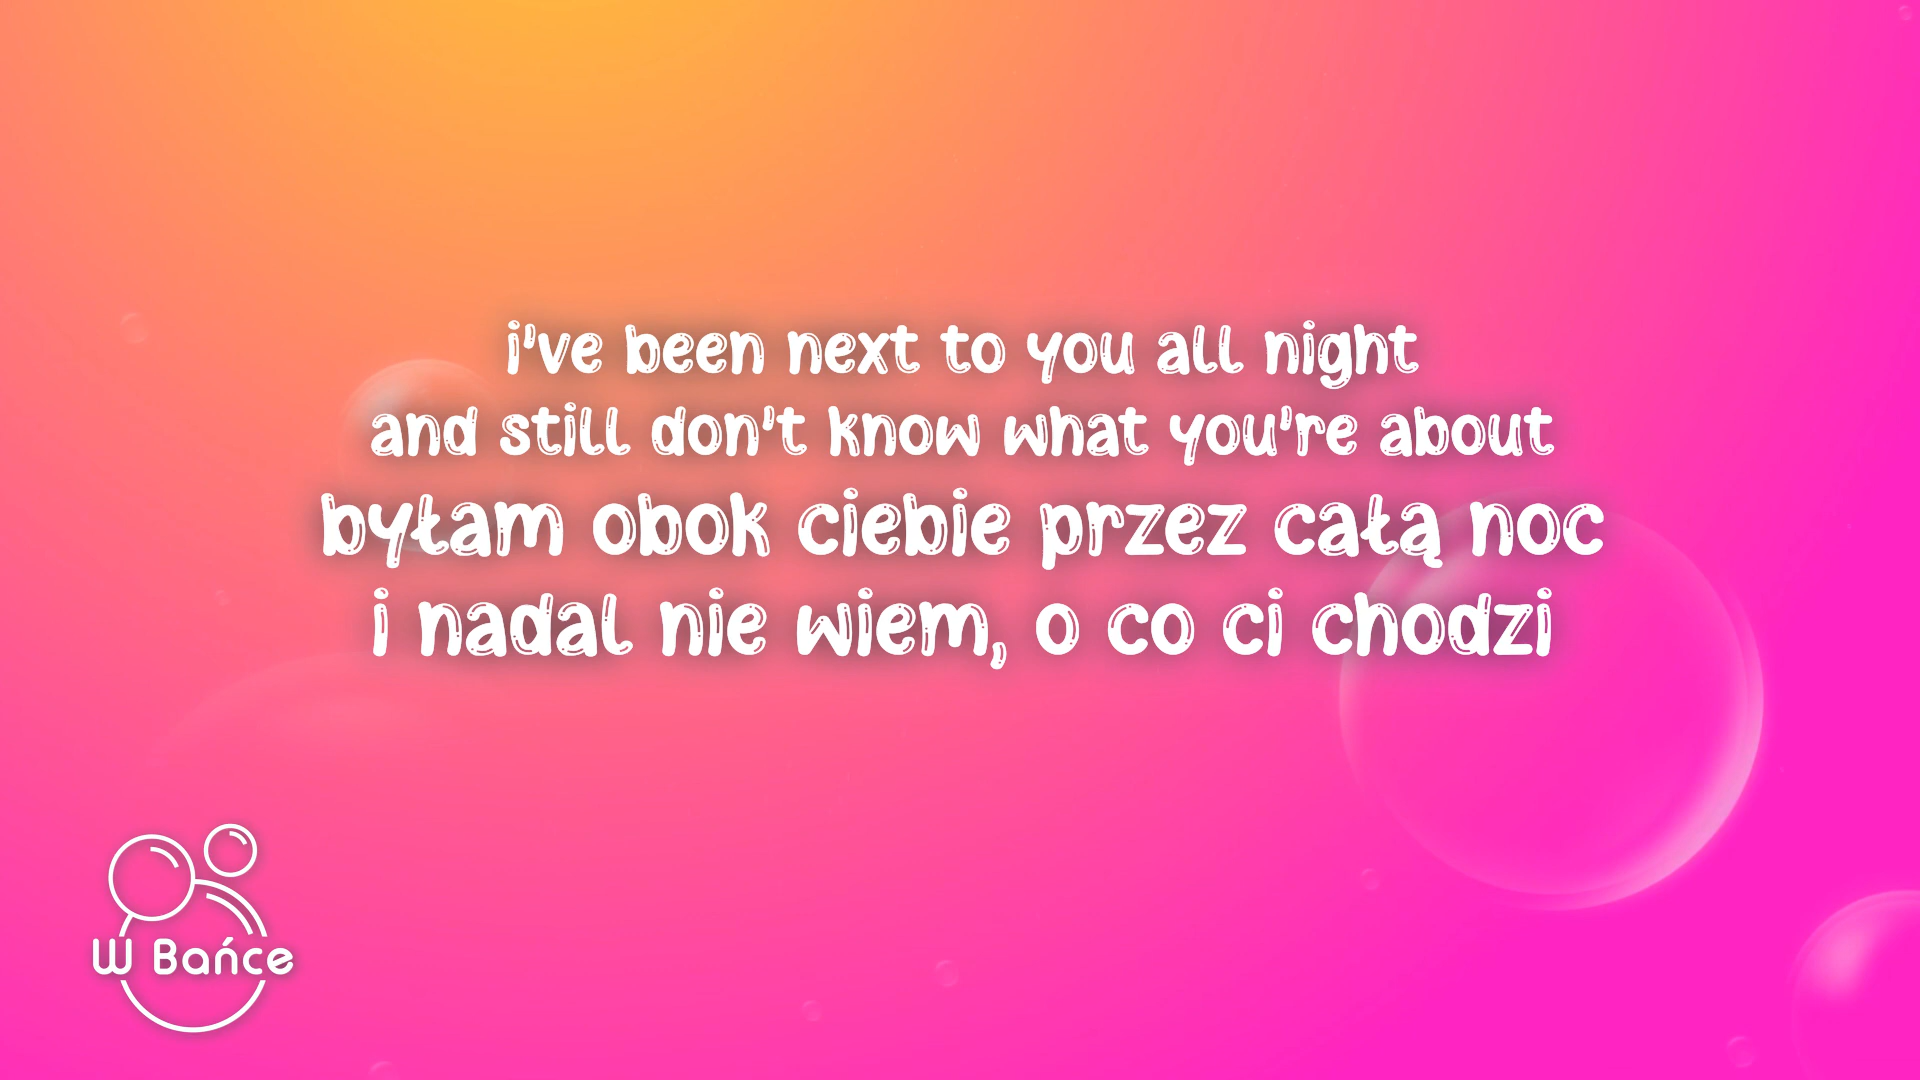 i've been next to you all night
and still don't know what you're about
byłam obok ciebie przez całą noc
i nadal nie wiem, o co ci chodzi
W Bańce